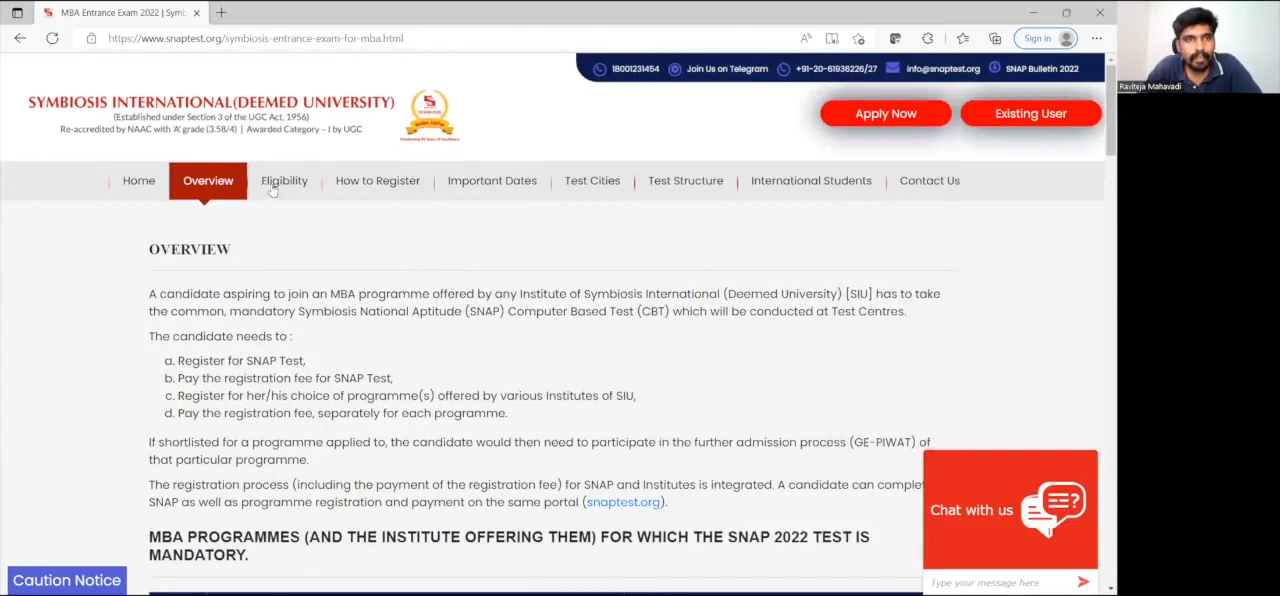 MBA Entrance Exam 2022 | Symb
https://www.snaptest.org/symbiosis-entrance-exam-for-mba.html
Sign in
Raviteja Mahavadi
18001231454 Join Us on Telegram +91-20-61936226/27 info@snaptest.org SNAP Bulletin 2022
SYMBIOSIS INTERNATIONAL(DEEMED UNIVERSITY)
(Established under Section 3 of the UGC Act, 1956)
Re-accredited by NAAC with 'A' grade (3.58/4) | Awarded Category - I by UGC
Apply Now Existing User
Home Overview Eligibility How to Register Important Dates Test Cities Test Structure International Students Contact Us
OVERVIEW
A candidate aspiring to join an MBA programme offered by any Institute of Symbiosis International (Deemed University) [SIU] has to take
the common, mandatory Symbiosis National Aptitude (SNAP) Computer Based Test (CBT) which will be conducted at Test Centres.
The candidate needs to :
a. Register for SNAP Test,
b. Pay the registration fee for SNAP Test,
c. Register for her/his choice of programme(s) offered by various Institutes of SIU,
d. Pay the registration fee, separately for each programme.
If shortlisted for a programme applied to, the candidate would then need to participate in the further admission process (GE-PIWAT) of
that particular programme.
The registration process (including the payment of the registration fee) for SNAP and Institutes is integrated. A candidate can complet
SNAP as well as programme registration and payment on the same portal (snaptest.org).
MBA PROGRAMMES (AND THE INSTITUTE OFFERING THEM) FOR WHICH THE SNAP 2022 TEST IS
MANDATORY.
Chat with us
Type your message here
Caution Notice